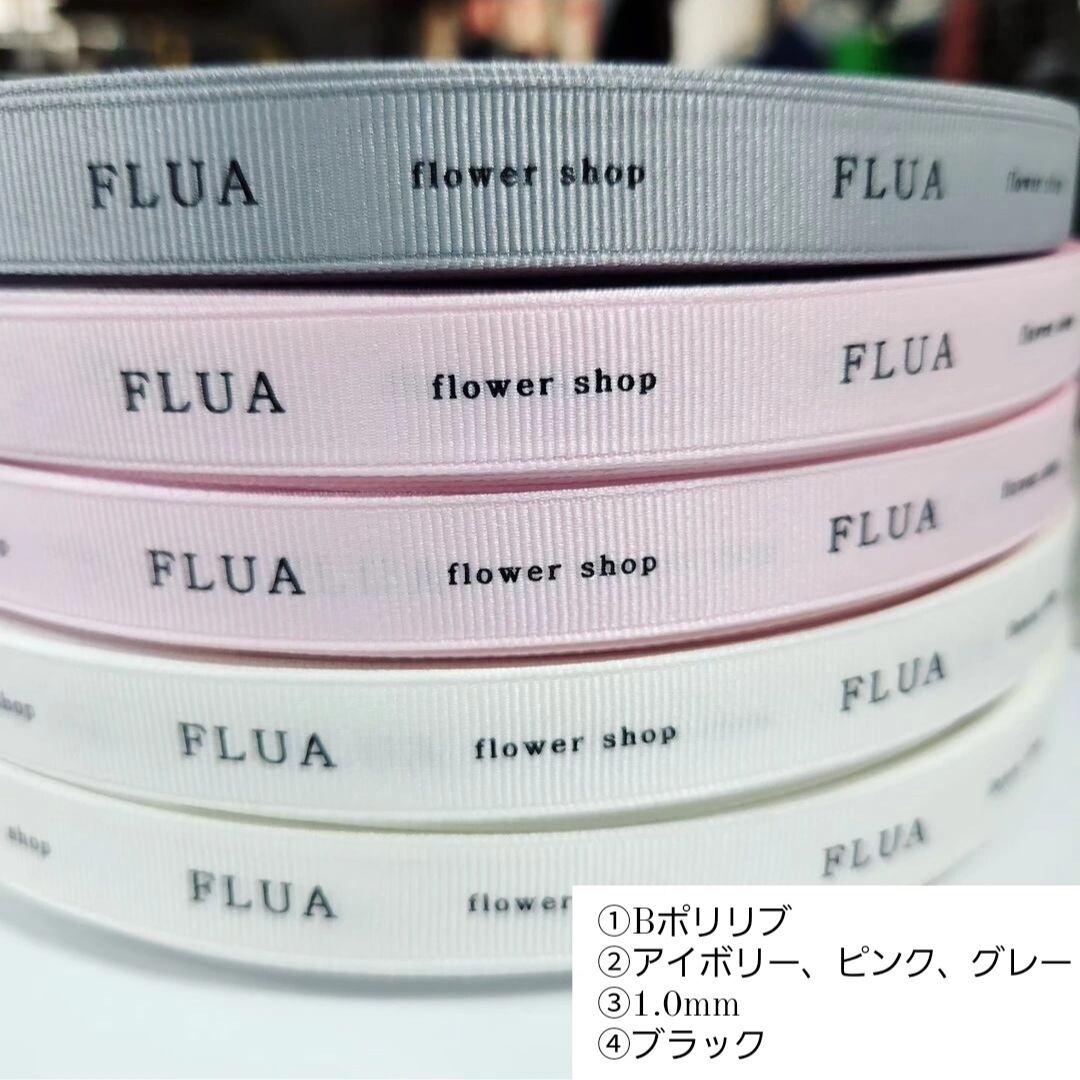 FLUA flower shop FLUA flower shop
FLUA flower shop FLUA
FLUA flower shop FLUA
hop FLUA flower shop FLUA
shop FLUA flower FLUA
①Bポリリブ
②アイボリー、ピンク、グレー
③1.0mm
④ブラック